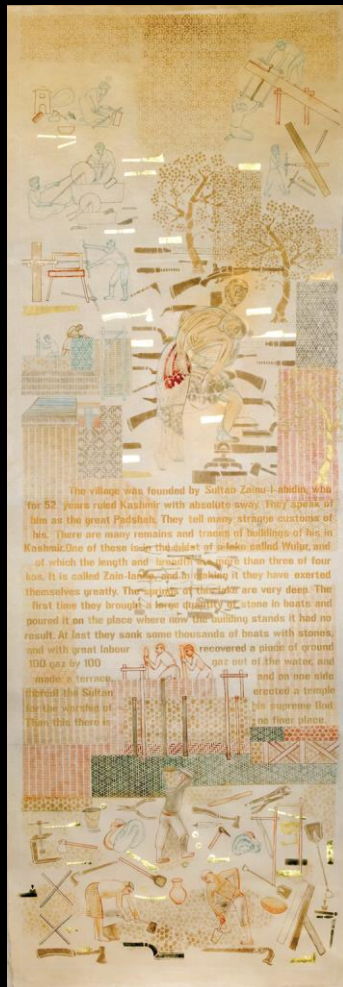 The village was founded by Sultan Zainu-l-abidin, who
for 52 years ruled Kashmir with absolute sway. They speak of
him as the great Padshah. They tell many strange customs of
his. There are many remains and traces of buildings of his in
Kashmir. One of these is in the midst of a lake called Wulur, and
of which the length and breadth are more than three of four
kos. It is called Zain-lanka, and in making it they have exerted
themselves greatly. The springs of this lake are very deep. The
first time they brought a large quantity of stone in boats and
poured it on the place where now the building stands it had no
result. At last they sank some thousands of boats with stones,
and with great labour recovered a piece of ground
100 gaz by 100 gaz out of the water, and
made a terrace, and on one side
thereof the Sultan erected a temple
for the worship of his supreme God
Than this there is no finer place.